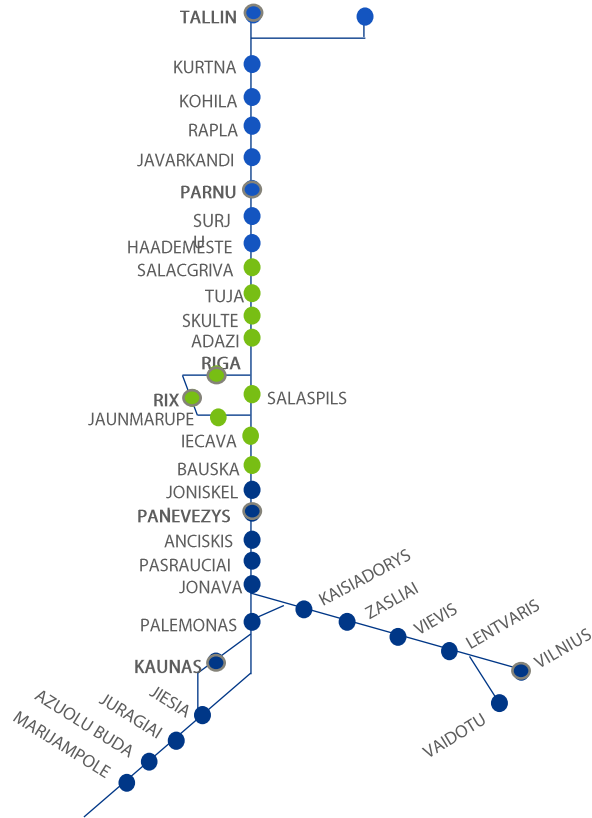 TALLIN
KURTNA
KOHILA
RAPLA
JAVARKANDI
PARNU
SURJ
U
HAADEMESTE
SALACGRIVA
TUJA
SKULTE
ADAZI
RIGA
RIX
SALASPILS
JAUNMARUPE
IECAVA
BAUSKA
JONISKEL
PANEVEZYS
ANCISKIS
PASRAUCIAI
JONAVA
KAISIADORYS
ZASLIAI
VIEVIS
LENTVARIS
VILNIUS
VAIDOTU
PALEMONAS
KAUNAS
JIESIA
JURAGIAI
AZUOLU BUDA
MARIJAMPOLE